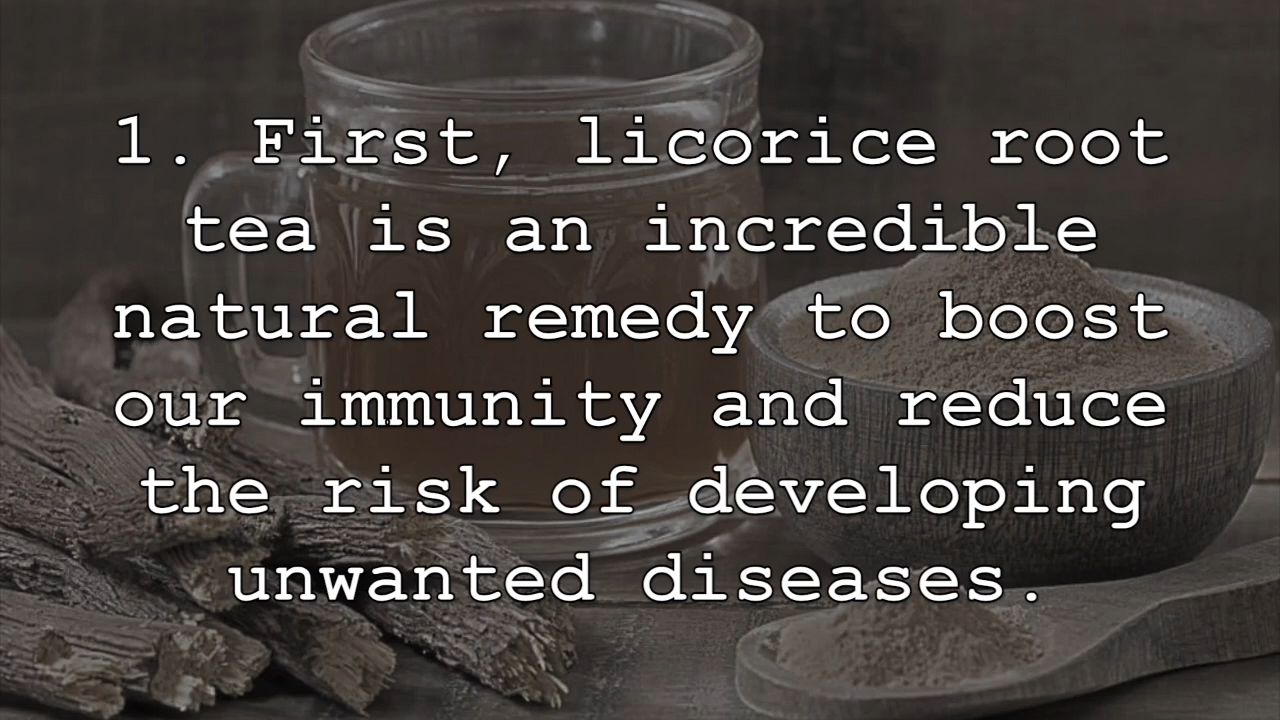 1. First, licorice root
tea is an incredible
natural remedy to boost
our immunity and reduce
the risk of developing
unwanted diseases.